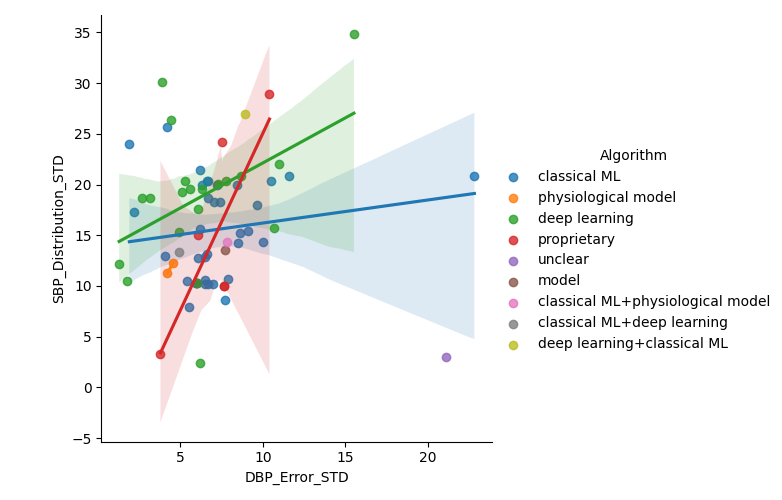 35
30
25
20
15
10
5
0
−5
SBP_Distribution_STD
5
10
15
20
DBP_Error_STD
Algorithm
classical ML
physiological model
deep learning
proprietary
unclear
model
classical ML+physiological model
classical ML+deep learning
deep learning+classical ML